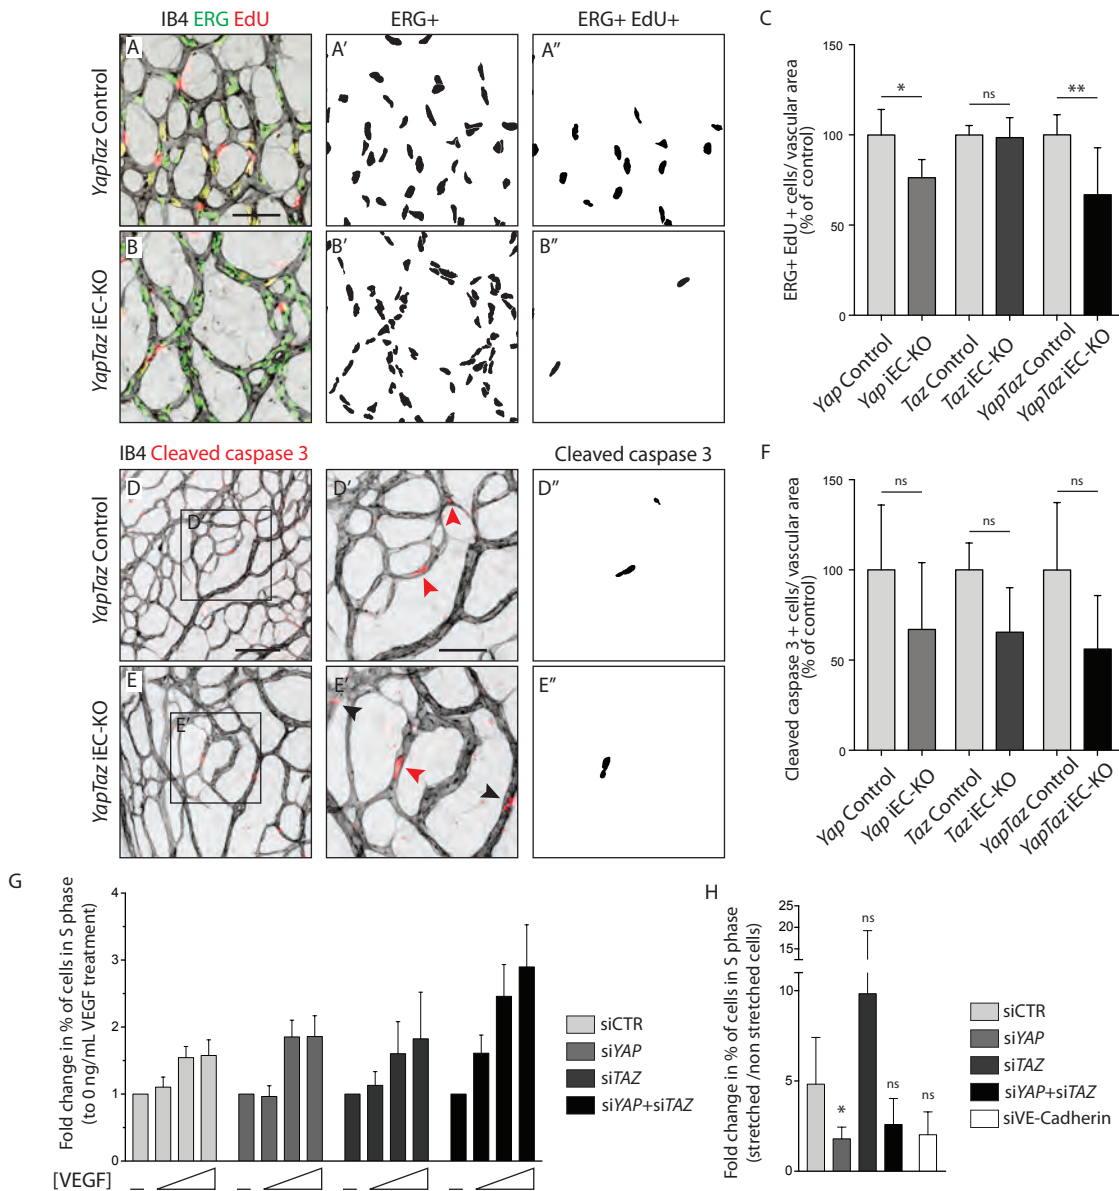 IB4 ERG EdU
ERG+
ERG+ EdU+
YapTaz Control
A
A'
A"
YapTaz iEC-KO
B
B'
B"
C
ERG+ EdU + cells/ vascular area
(% of control)
150
100
50
0
*
ns
**
Yap Control
Yap iEC-KO
Taz Control
Taz iEC-KO
YapTaz Control
YapTaz iEC-KO
IB4 Cleaved caspase 3
Cleaved caspase 3
YapTaz Control
D
D'
D'
D"
YapTaz iEC-KO
E
E'
E'
E"
F
Cleaved caspase 3 + cells/ vascular area
(% of control)
150
100
50
0
ns
ns
ns
Yap Control
Yap iEC-KO
Taz Control
Taz iEC-KO
YapTaz Control
YapTaz iEC-KO
G
Fold change in % of cells in S phase
(to 0 ng/mL VEGF treatment)
4
3
2
1
0
[VEGF]
siCTR
siYAP
siTAZ
siYAP+siTAZ
H
Fold change in % of cells in S phase
(stretched /non stretched cells)
25
20
15
10
5
0
*
ns
ns
ns
siCTR
siYAP
siTAZ
siYAP+siTAZ
siVE-Cadherin